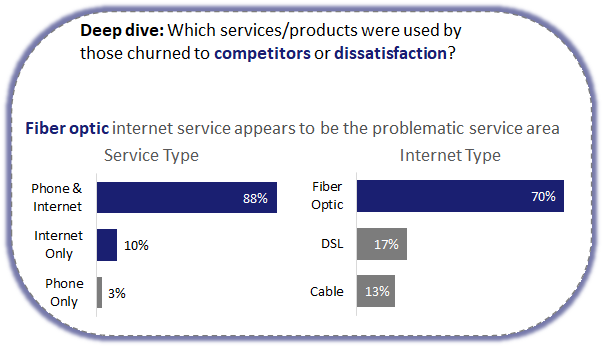 Deep dive: Which services/products were used by
those churned to competitors or dissatisfaction?
Fiber optic internet service appears to be the problematic service area
Service Type
Phone &
Internet
88%
Internet
Only
10%
Phone
Only
3%
Internet Type
Fiber
Optic
70%
DSL
17%
Cable
13%